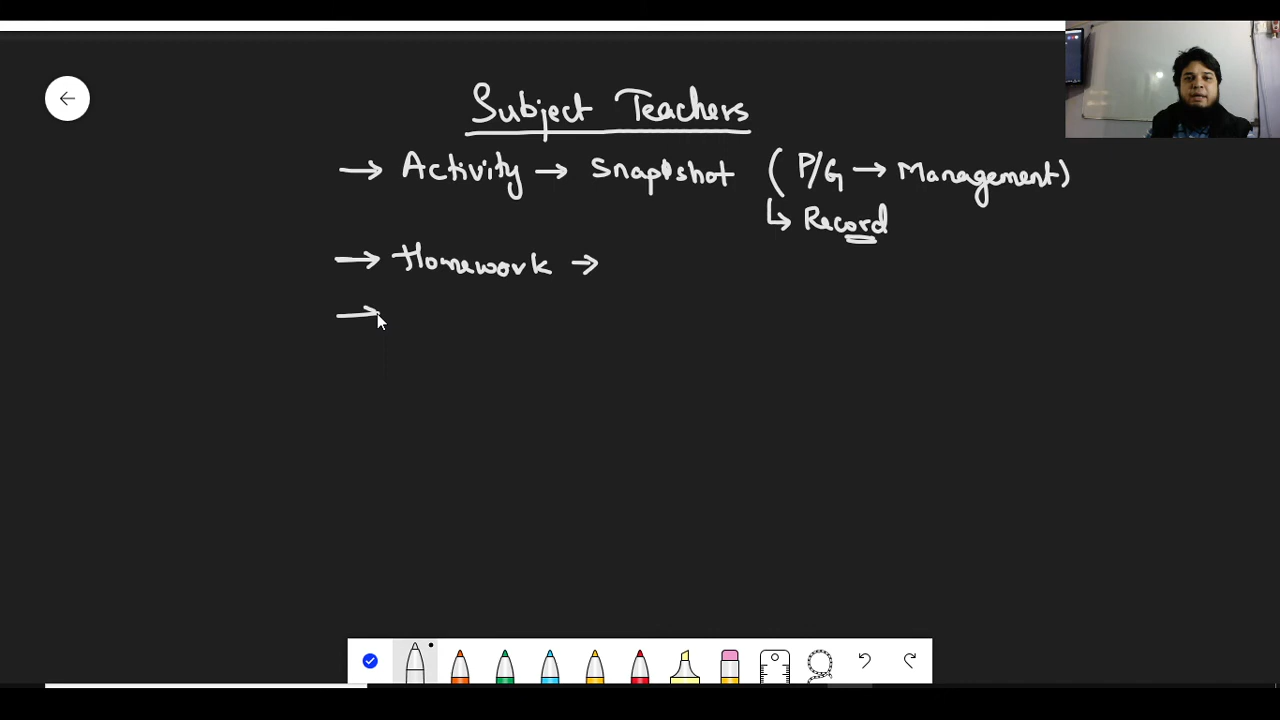 Subject Teachers
→ Activity → Snapshot (P/G → Management)
↳ Record
→ Homework →
→